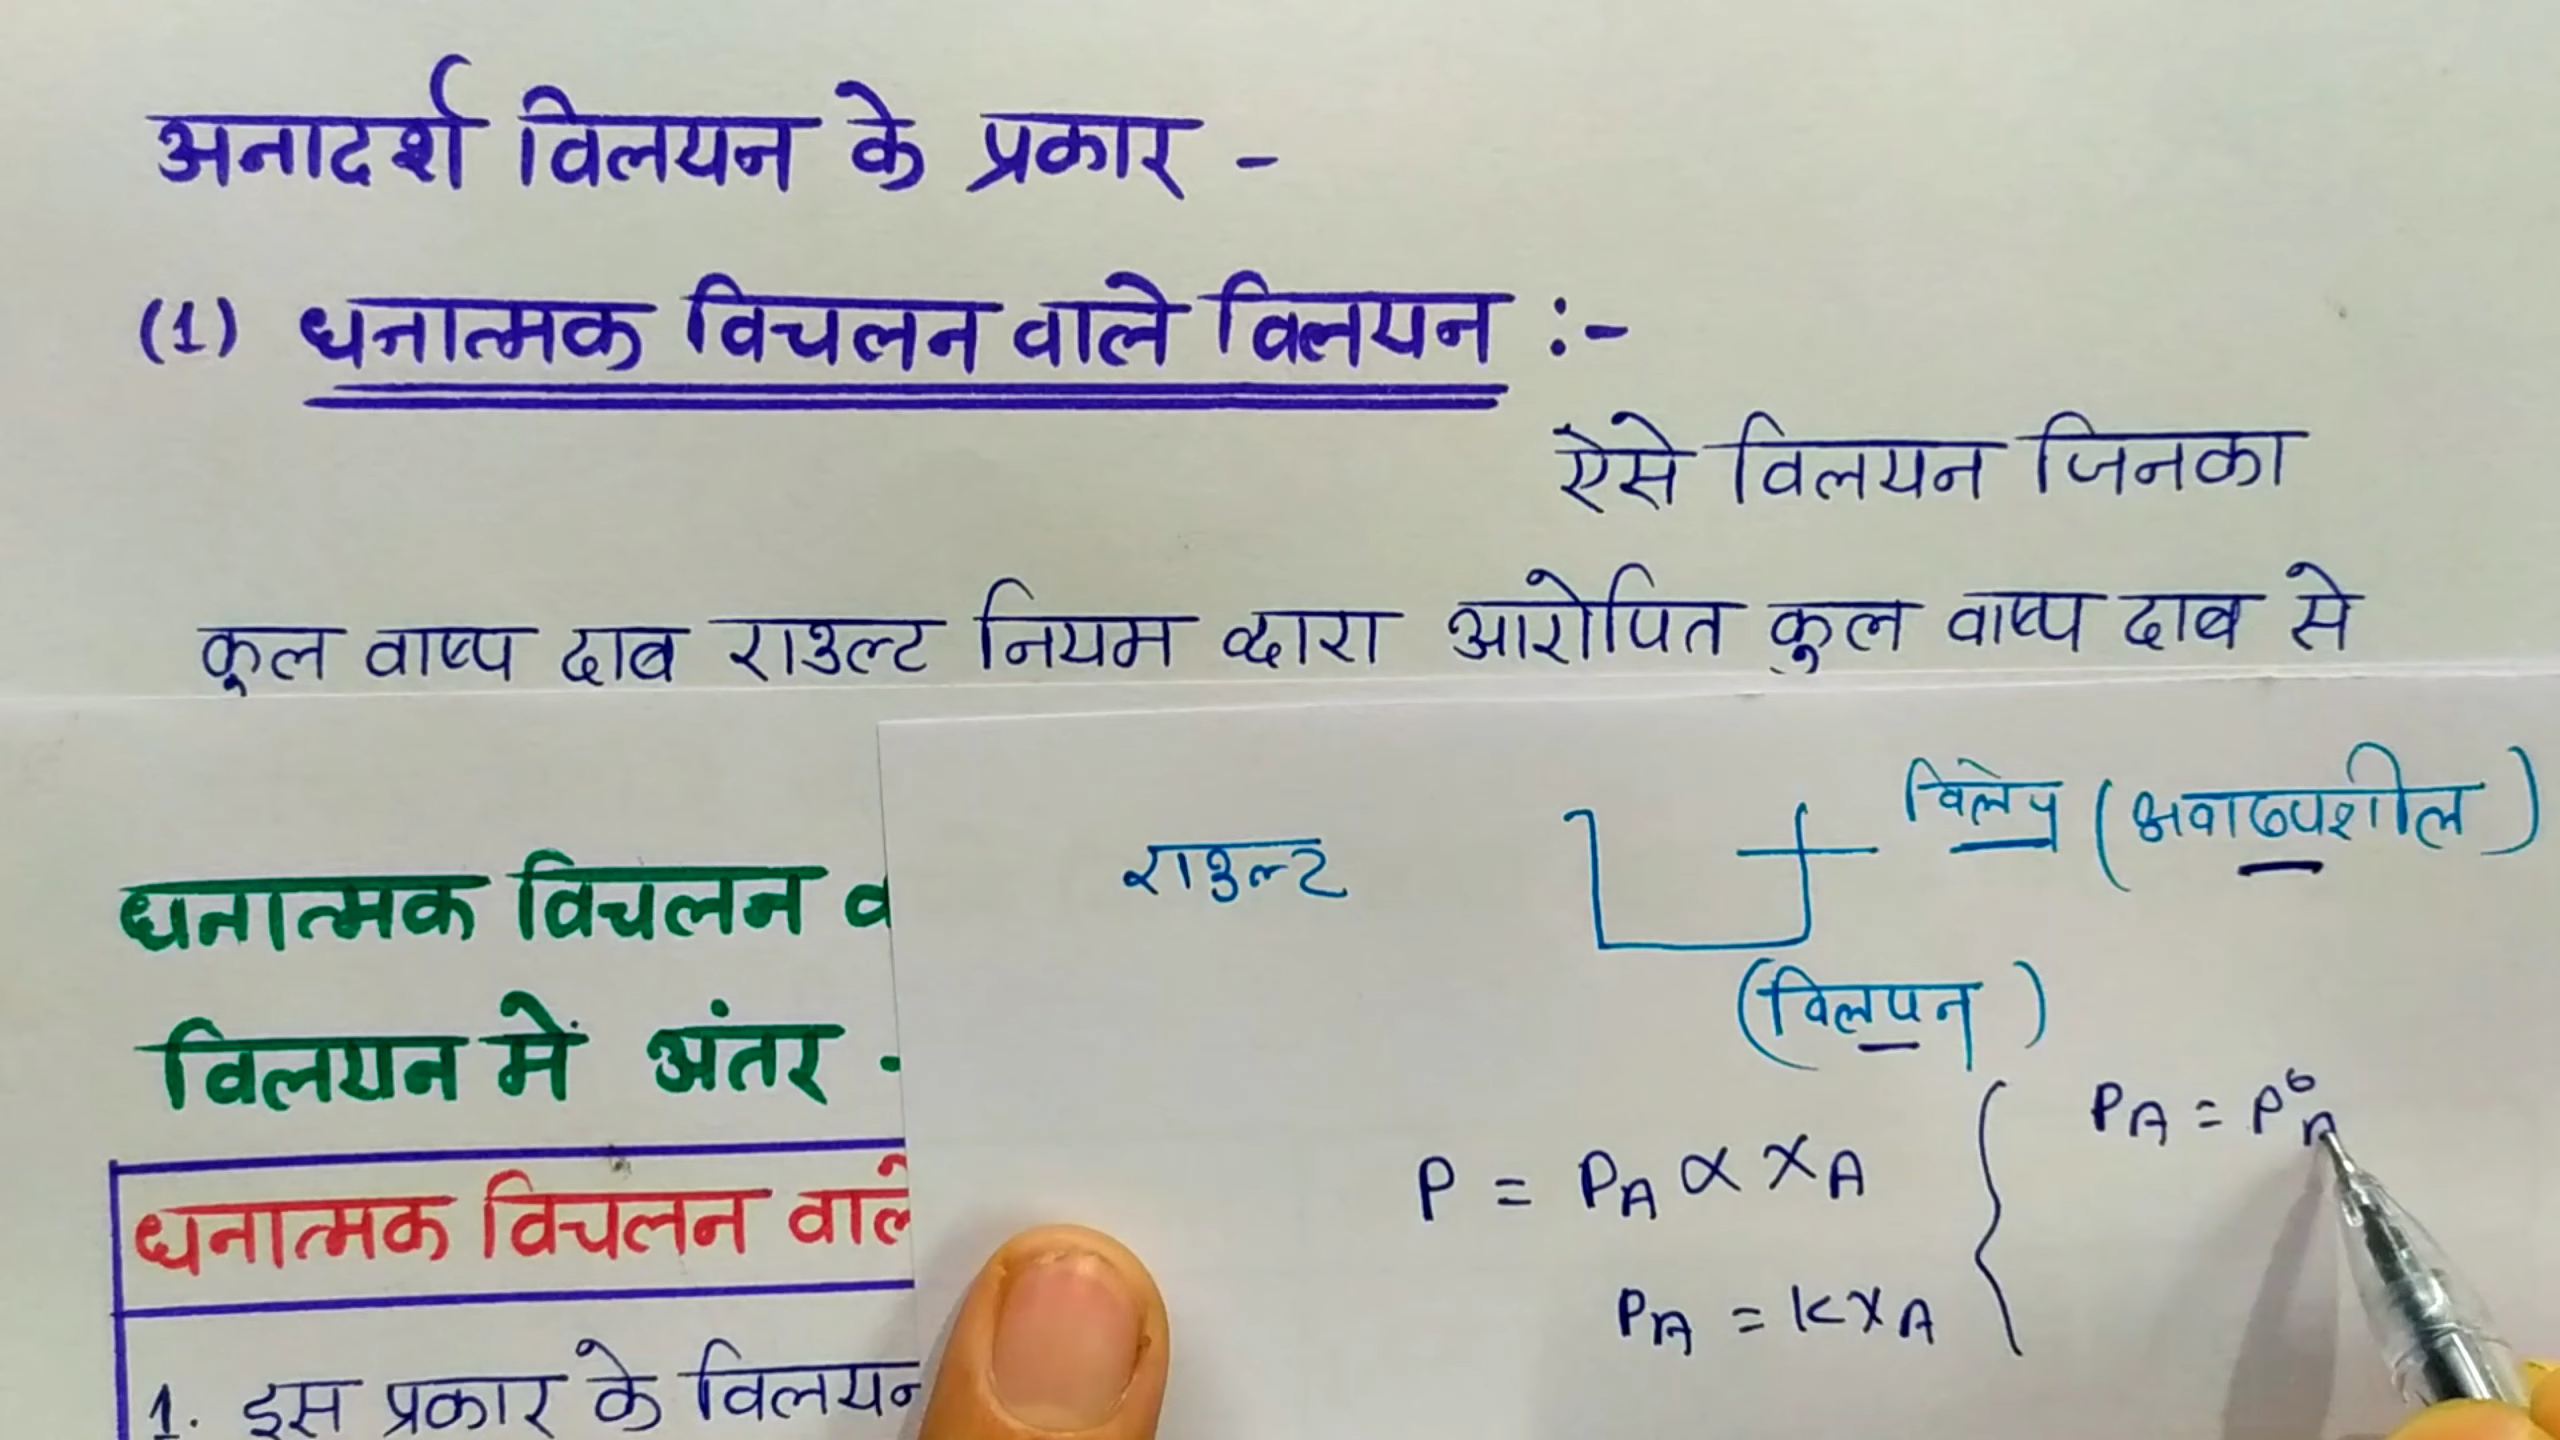 अनादर्श विलयन के प्रकार -
(1) धनात्मक विचलन वाले विलयन :-
ऐसे विलयन जिनका
कुल वाष्प दाब राउल्ट नियम द्वारा आरोपित कुल वाष्प दाब से
धनात्मक विचलन व
विलयन में अंतर -
धनात्मक विचलन वाले
1. इस प्रकार के विलयन
राउल्ट
विलेय (अवाष्पशील)
(विलयन)
P = PA ∝ XA
PA = KXA
PA = P°A